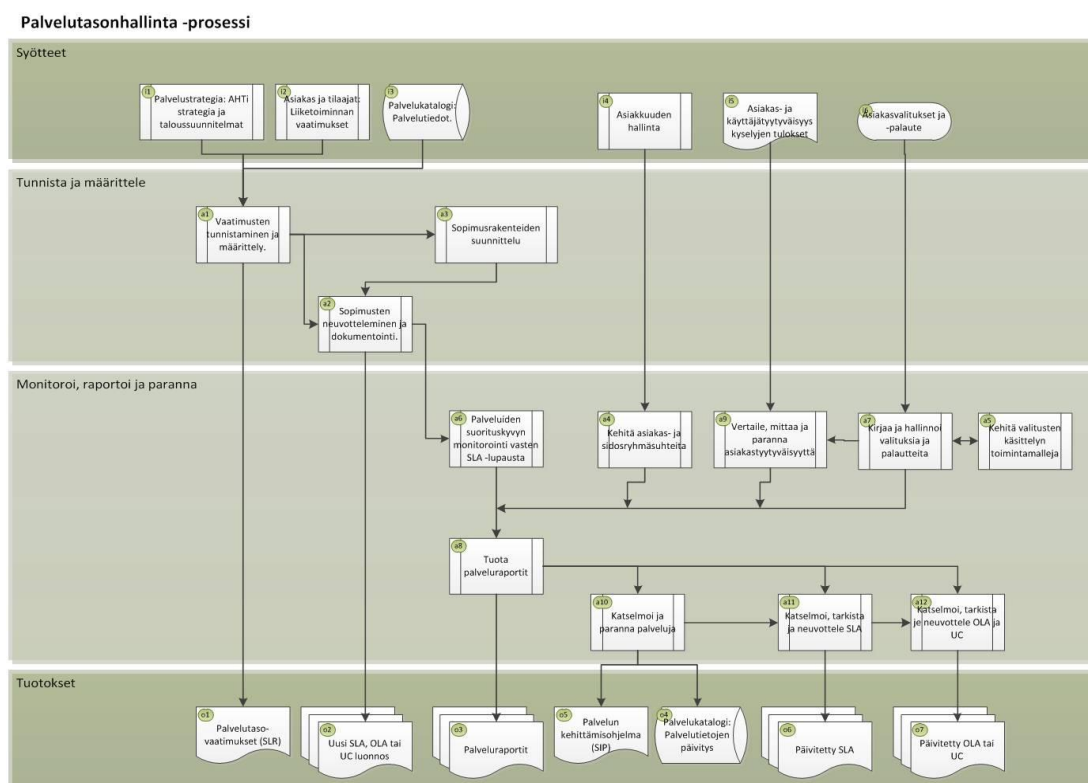 Palvelutasonhallinta -prosessi
Syötteet
i1
Palvelustrategia: AHTi
strategia ja
taloussuunnitelmat
i2
Asiakas ja tilaajat:
Liiketoiminnan
vaatimukset
i3
Palvelukatalogi:
Palvelutiedot.
i4
Asiakkuuden
hallinta
i5
Asiakas- ja
käyttäjätyytyväisyys
kyselyjen tulokset
i6
Asiakasvalitukset ja
-palaute
Tunnista ja määrittele
a1
Vaatimusten
tunnistaminen ja
määrittely.
a3
Sopimusrakenteiden
suunnittelu
a2
Sopimusten
neuvotteleminen ja
dokumentointi.
Monitoroi, raportoi ja paranna
a6
Palveluiden
suorituskyvyn
monitorointi vasten
SLA -lupausta
a4
Kehitä asiakas- ja
sidosryhmäsuhteita
a9
Vertaile, mittaa ja
paranna
asiakastyytyväisyyttä
a7
Kirjaa ja hallinnoi
valituksia ja
palautteita
a5
Kehitä valitusten
käsittelyn
toimintamalleja
a8
Tuota
palveluraportit
a10
Katselmoi ja
paranna palveluja
a11
Katselmoi, tarkista
ja neuvottele SLA
a12
Katselmoi, tarkista
je neuvottele OLA ja
UC
Tuotokset
o1
Palvelutaso-
vaatimukset (SLR)
o2
Uusi SLA, OLA tai
UC luonnos
o3
Palveluraportit
o5
Palvelun
kehittämisohjelma
(SIP)
o4
Palvelukatalogi:
Palvelutietojen
päivitys
o6
Päivitetty SLA
o7
Päivitetty OLA tai
UC